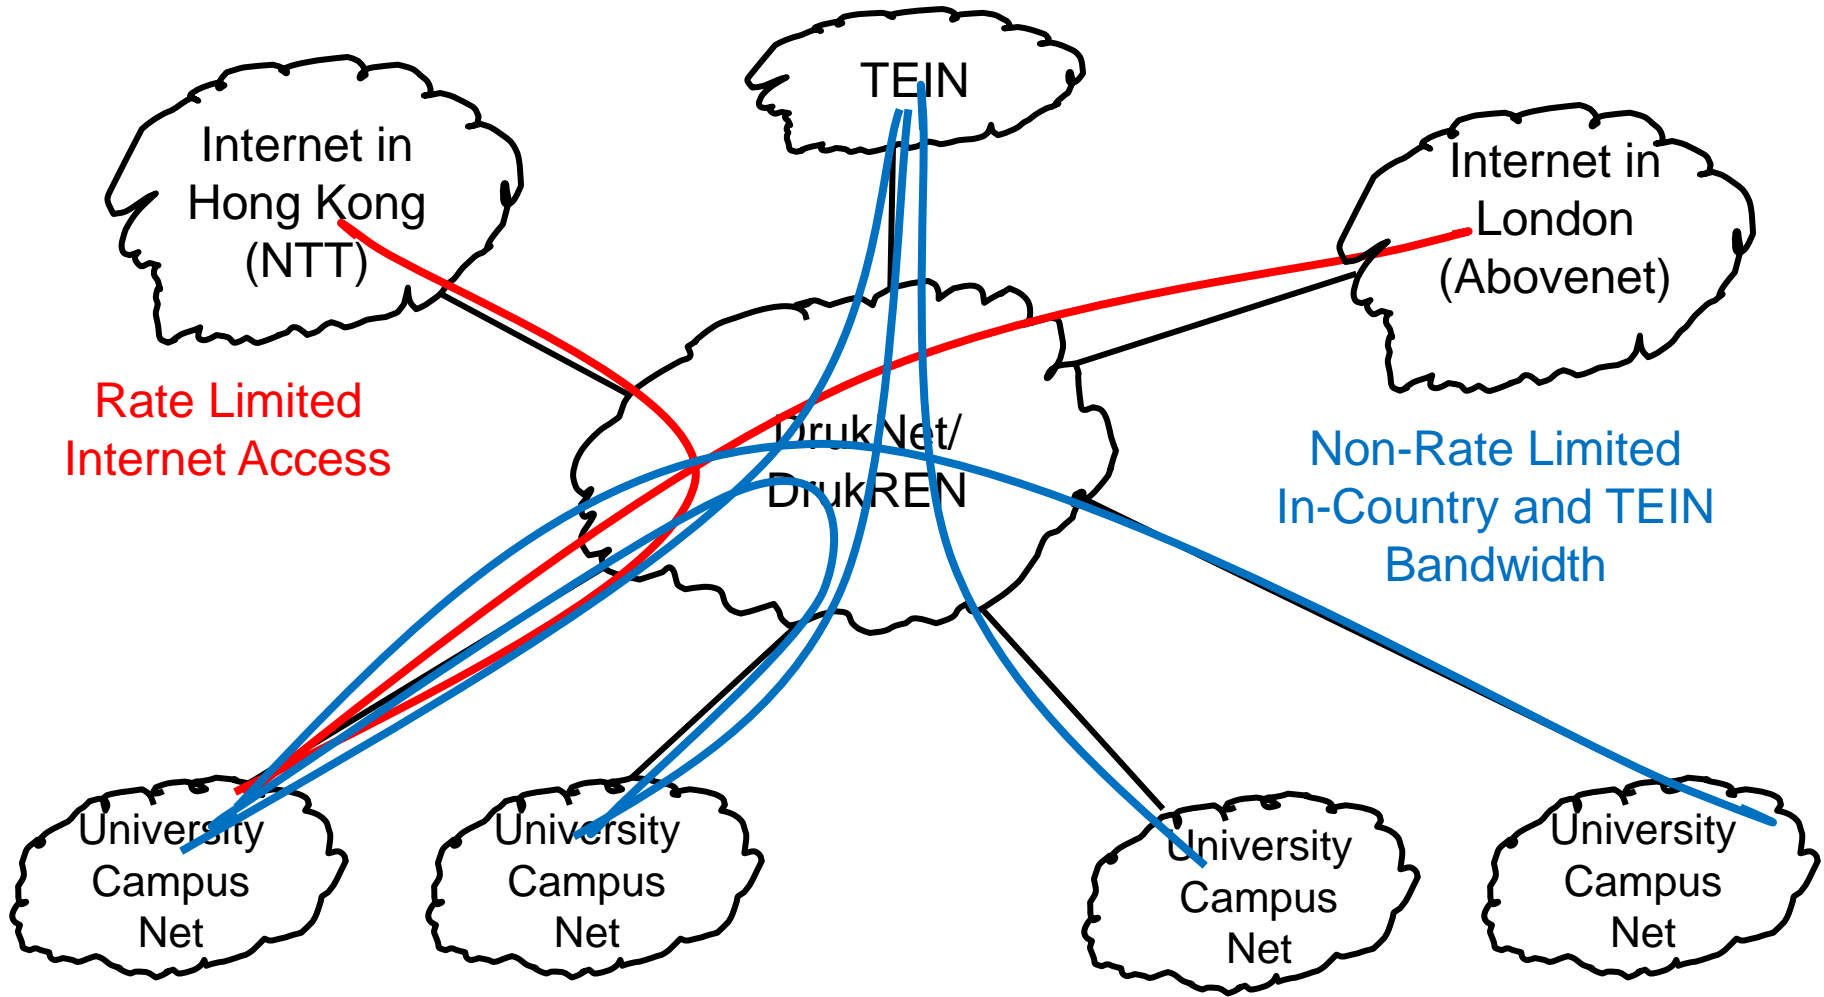 TEIN
Internet in
Hong Kong
(NTT)
Internet in
London
(Abovenet)
Rate Limited
Internet Access
DrukNet/
DrukREN
Non-Rate Limited
In-Country and TEIN
Bandwidth
University
Campus
Net
University
Campus
Net
University
Campus
Net
University
Campus
Net